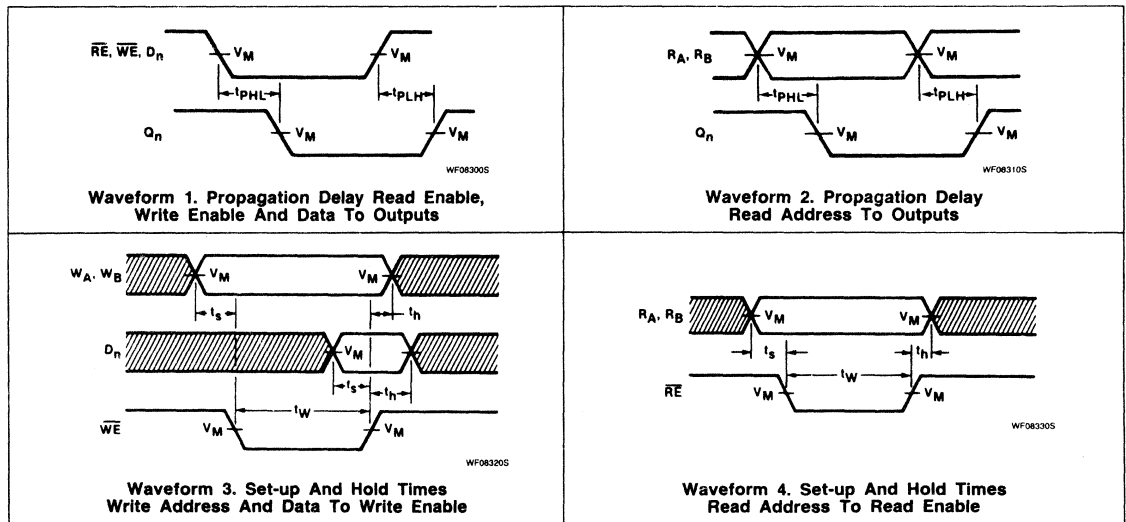 R̅E̅, W̅E̅, Dn
VM
VM
tPHL
tPLH
Qn
VM
VM
WF08300S
Waveform 1. Propagation Delay Read Enable,
Write Enable And Data To Outputs
RA, RB
VM
VM
tPHL
tPLH
Qn
VM
VM
WF08310S
Waveform 2. Propagation Delay
Read Address To Outputs
WA, WB
VM
VM
ts
th
Dn
VM
ts
th
tW
W̅E̅
VM
VM
WF08320S
Waveform 3. Set-up And Hold Times
Write Address And Data To Write Enable
RA, RB
VM
VM
ts
th
tW
R̅E̅
VM
VM
WF08330S
Waveform 4. Set-up And Hold Times
Read Address To Read Enable